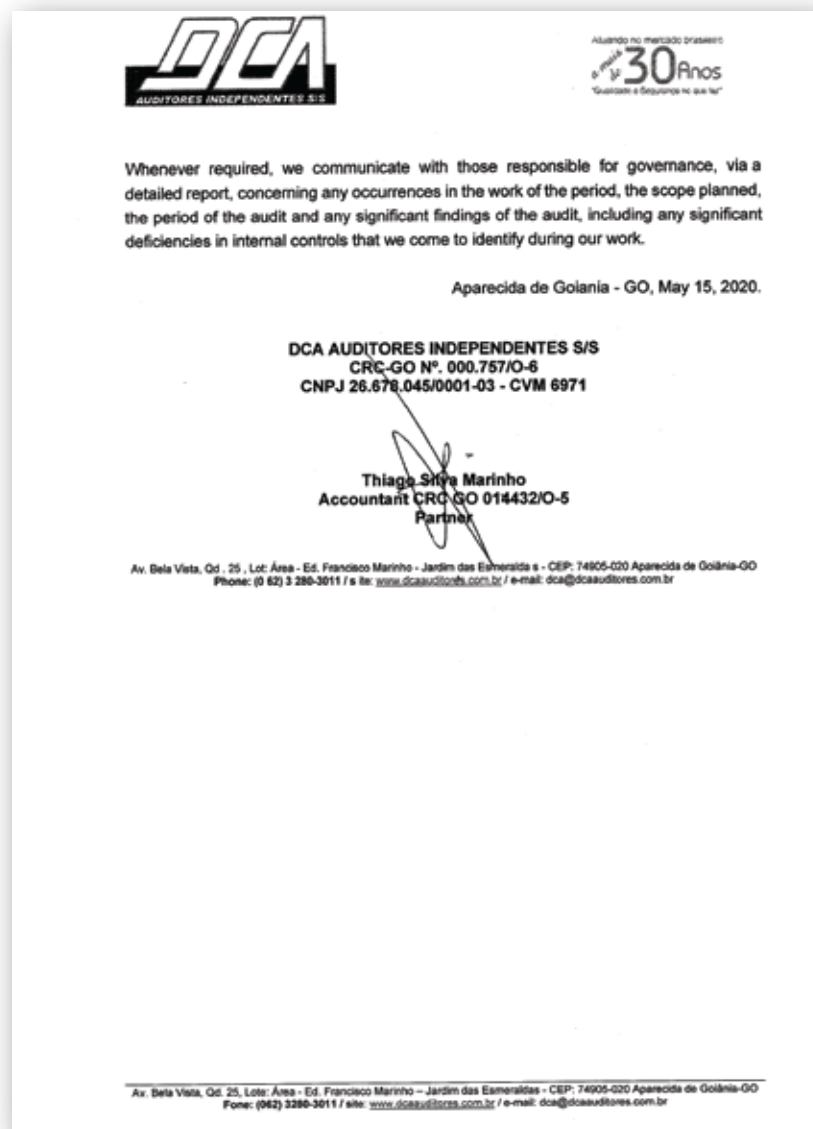 DCA
AUDITORES INDEPENDENTES S/S
Atuando no mercado brasileiro
a mais de 30 Anos
"Qualidade e Segurança no que faz"
Whenever required, we communicate with those responsible for governance, via a
detailed report, concerning any occurrences in the work of the period, the scope planned,
the period of the audit and any significant findings of the audit, including any significant
deficiencies in internal controls that we come to identify during our work.
Aparecida de Goiania - GO, May 15, 2020.
DCA AUDITORES INDEPENDENTES S/S
CRC-GO Nº. 000.757/O-6
CNPJ 26.678.045/0001-03 - CVM 6971
Thiago Silva Marinho
Accountant CRC GO 014432/O-5
Partner
Av. Bela Vista, Qd . 25 , Lot: Área - Ed. Francisco Marinho - Jardim das Esmeralda s - CEP: 74905-020 Aparecida de Goiânia-GO
Phone: (0 62) 3 280-3011 / s ite: www.dcaauditores.com.br / e-mail: dca@dcaauditores.com.br
Av. Bela Vista, Qd. 25, Lote: Área - Ed. Francisco Marinho – Jardim das Esmeraldas - CEP: 74905-020 Aparecida de Goiânia-GO
Fone: (062) 3280-3011 / site: www.dcaauditores.com.br / e-mail: dca@dcaauditores.com.br